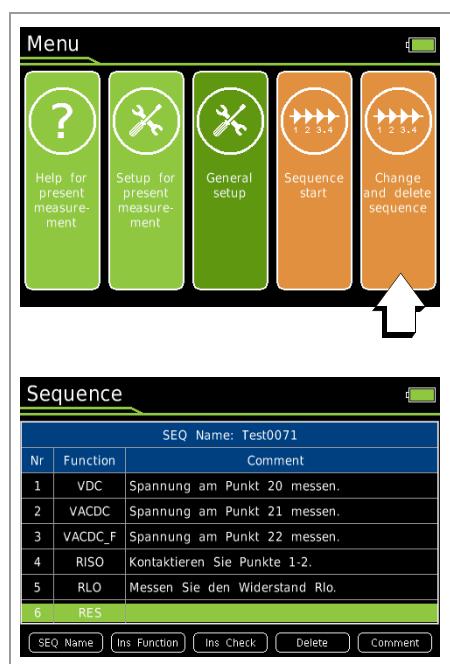 Menu
?
Help for
present
measure-
ment
1 2 3.4
Setup for
present
measure-
ment
General
setup
1 2 3.4
Sequence
start
Change
and delete
sequence
Sequence
SEQ Name: Test0071
Nr Function Comment
1 VDC Spannung am Punkt 20 messen.
2 VACDC Spannung am Punkt 21 messen.
3 VACDC_F Spannung am Punkt 22 messen.
4 RISO Kontaktieren Sie Punkte 1-2.
5 RLO Messen Sie den Widerstand Rlo.
6 RES
SEQ Name Ins Function Ins Check Delete Comment